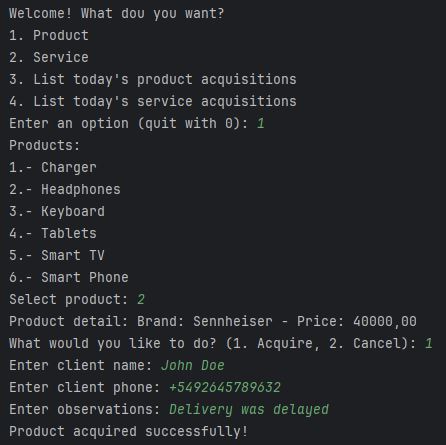 Welcome! What dou you want?
1. Product
2. Service
3. List today's product acquisitions
4. List today's service acquisitions
Enter an option (quit with 0): 1
Products:
1.- Charger
2.- Headphones
3.- Keyboard
4.- Tablets
5.- Smart TV
6.- Smart Phone
Select product: 2
Product detail: Brand: Sennheiser - Price: 40000,00
What would you like to do? (1. Acquire, 2. Cancel): 1
Enter client name: John Doe
Enter client phone: +5492645789632
Enter observations: Delivery was delayed
Product acquired successfully!